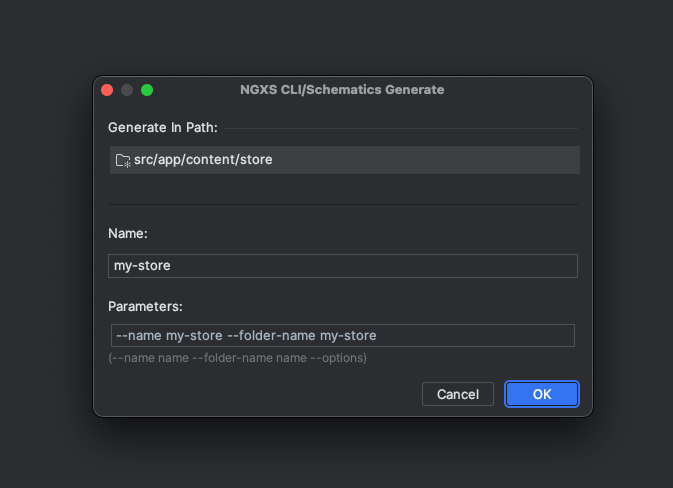 NGXS CLI/Schematics Generate
Generate In Path:
src/app/content/store
Name:
my-store
Parameters:
--name my-store --folder-name my-store
(--name name --folder-name name --options)
Cancel
OK